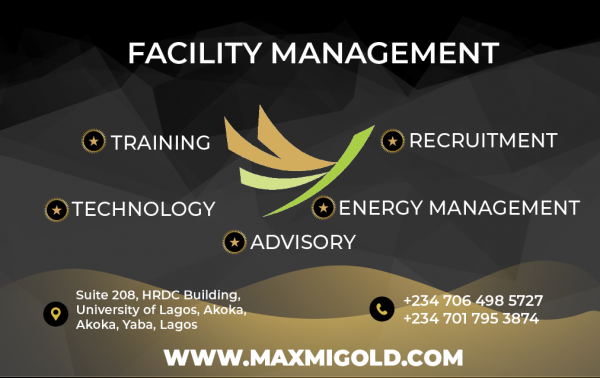 FACILITY MANAGEMENT
TRAINING
RECRUITMENT
TECHNOLOGY
ENERGY MANAGEMENT
ADVISORY
Suite 208, HRDC Building,
University of Lagos, Akoka,
Akoka, Yaba, Lagos
+234 706 498 5727
+234 701 795 3874
WWW.MAXMIGOLD.COM